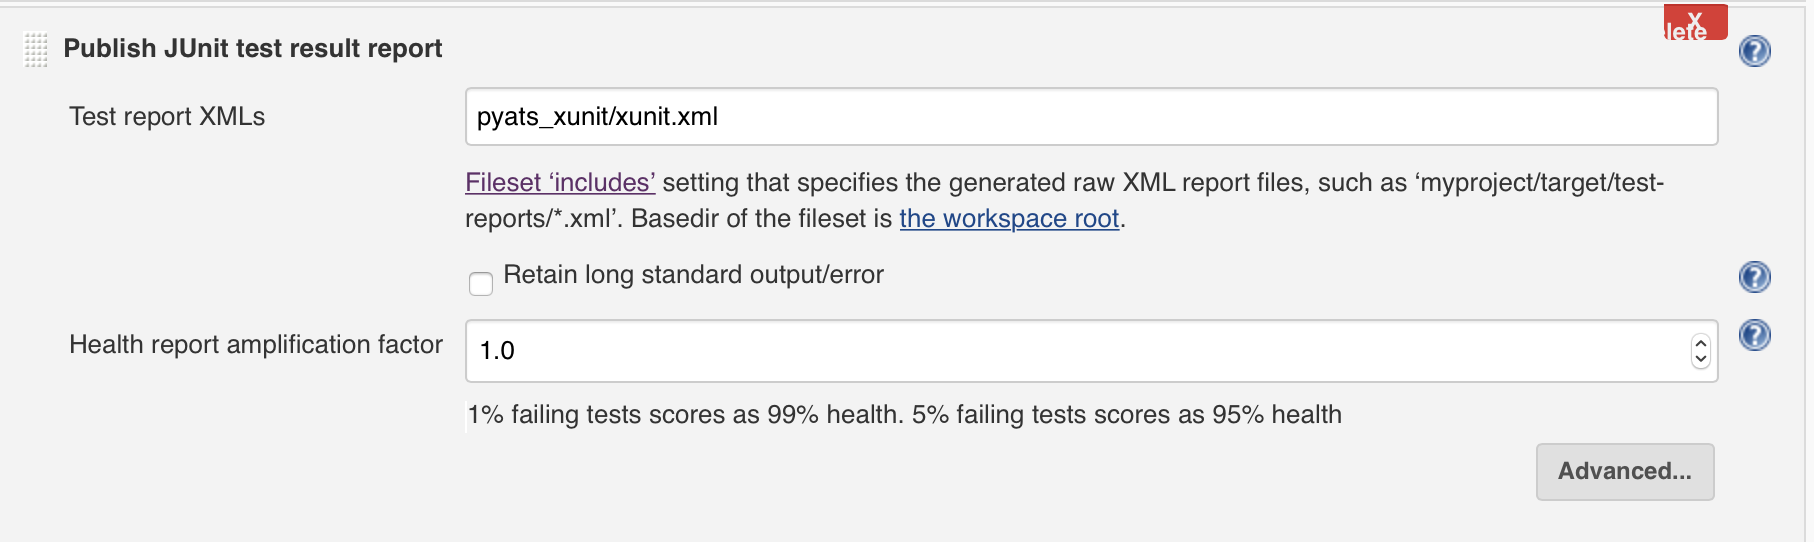 X
lete
Publish JUnit test result report
?
Test report XMLs
pyats_xunit/xunit.xml
Fileset ‘includes’ setting that specifies the generated raw XML report files, such as ‘myproject/target/test-
reports/*.xml’. Basedir of the fileset is the workspace root.
Retain long standard output/error
?
Health report amplification factor
1.0
?
1% failing tests scores as 99% health. 5% failing tests scores as 95% health
Advanced...